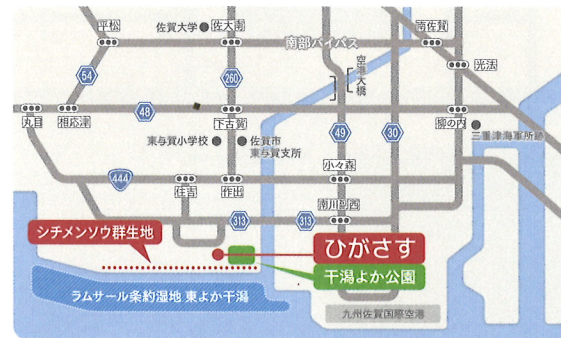 平松
佐賀大学
佐大南
南部バイパス
南佐賀
空港大橋
光法
54
260
48
49
30
丸目
相応津
下古賀
柳の内
東与賀小学校
佐賀市
東与賀支所
三重津海軍所跡
小々森
444
住吉
作出
南川副西
313
313
シチメンソウ群生地
ひがさす
干潟よか公園
ラムサール条約湿地 東よか干潟
九州佐賀国際空港